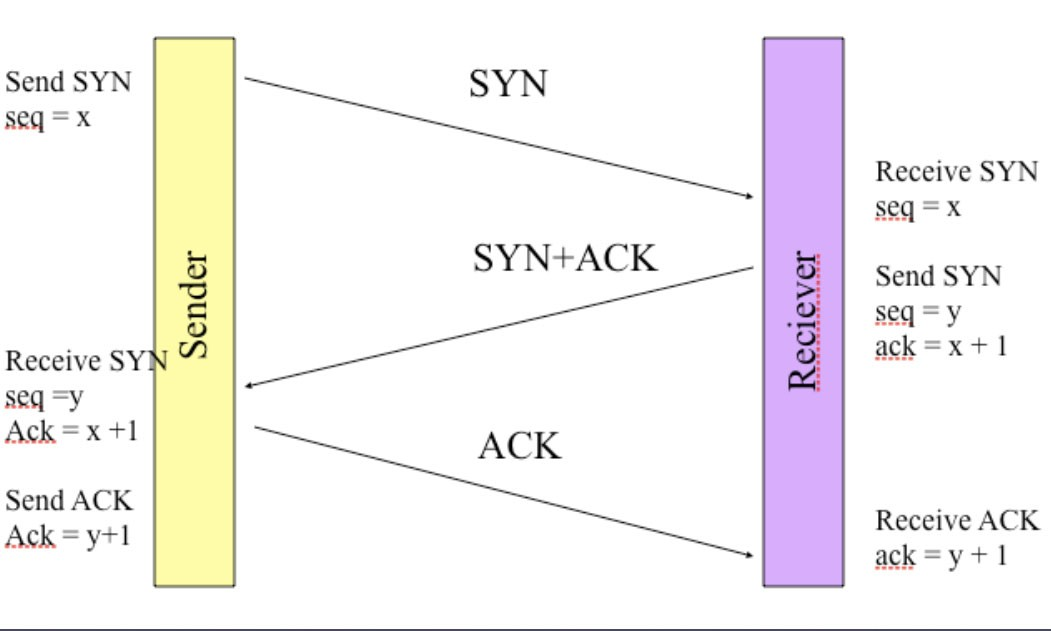 Send SYN
seq = x
SYN
Receive SYN
seq = x
SYN+ACK
Send SYN
seq = y
ack = x + 1
Sender
Reciever
Receive SYN
seq =y
Ack = x +1
ACK
Send ACK
Ack = y+1
Receive ACK
ack = y + 1